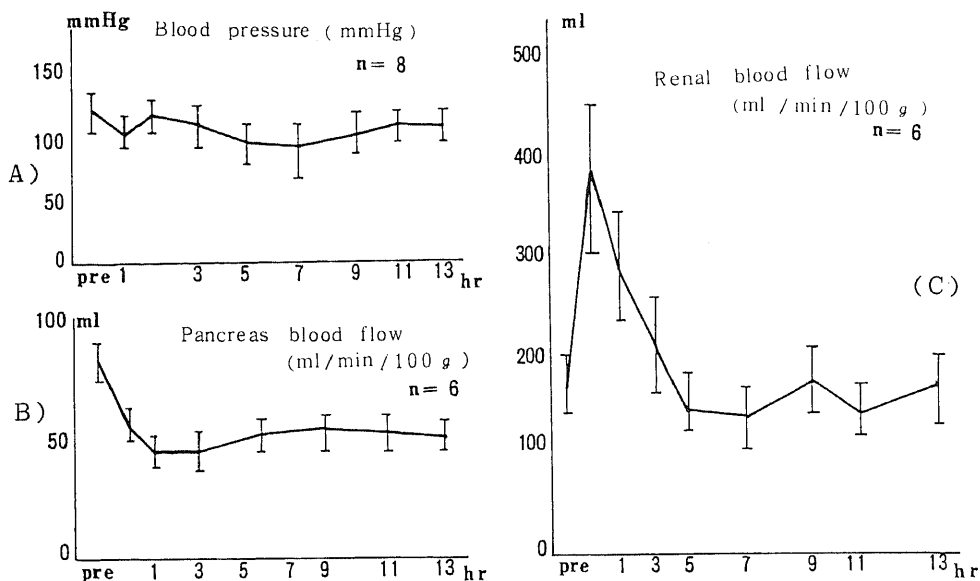 mmHg
Blood pressure ( mmHg)
n= 8
150
100
A)
50
0
pre 1 3 5 7 9 11 13 hr
100 ml
Pancreas blood flow
(ml/min/100 g)
n= 6
B)
50
0
pre 1 3 5 7 9 11 13 hr
ml
500
Renal blood flow
(ml /min/100 g)
n= 6
400
300
(C)
200
100
0
pre 1 3 5 7 9 11 13 hr